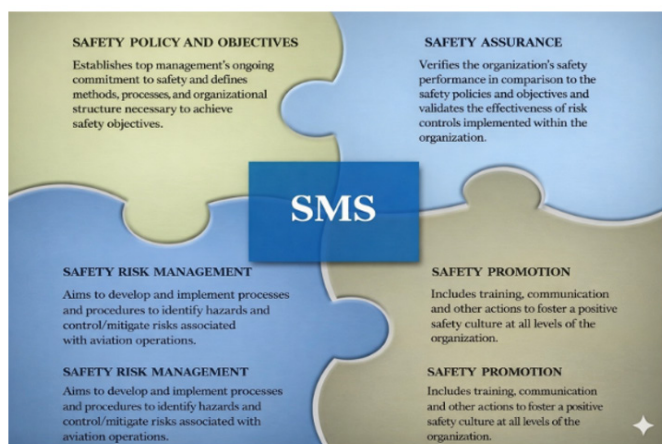 SAFETY POLICY AND OBJECTIVES
Establishes top management's ongoing
commitment to safety and defines
methods, processes, and organizational
structure necessary to achieve
safety objectives.
SAFETY ASSURANCE
Verifies the organization's safety
performance in comparison to the
safety policies and objectives and
validates the effectiveness of risk
controls implemented within the
organization.
SMS
SAFETY RISK MANAGEMENT
Aims to develop and implement processes
and procedures to identify hazards and
control/mitigate risks associated
with aviation operations.
SAFETY RISK MANAGEMENT
Aims to develop and implement processes
and procedures to identify hazards and
control/mitigate risks associated with
aviation operations.
SAFETY PROMOTION
Includes training, communication
and other actions to foster a positive
safety culture at all levels of the
organization.
SAFETY PROMOTION
Includes training, communication
and other actions to foster a positive
safety culture at all levels of the
organization.